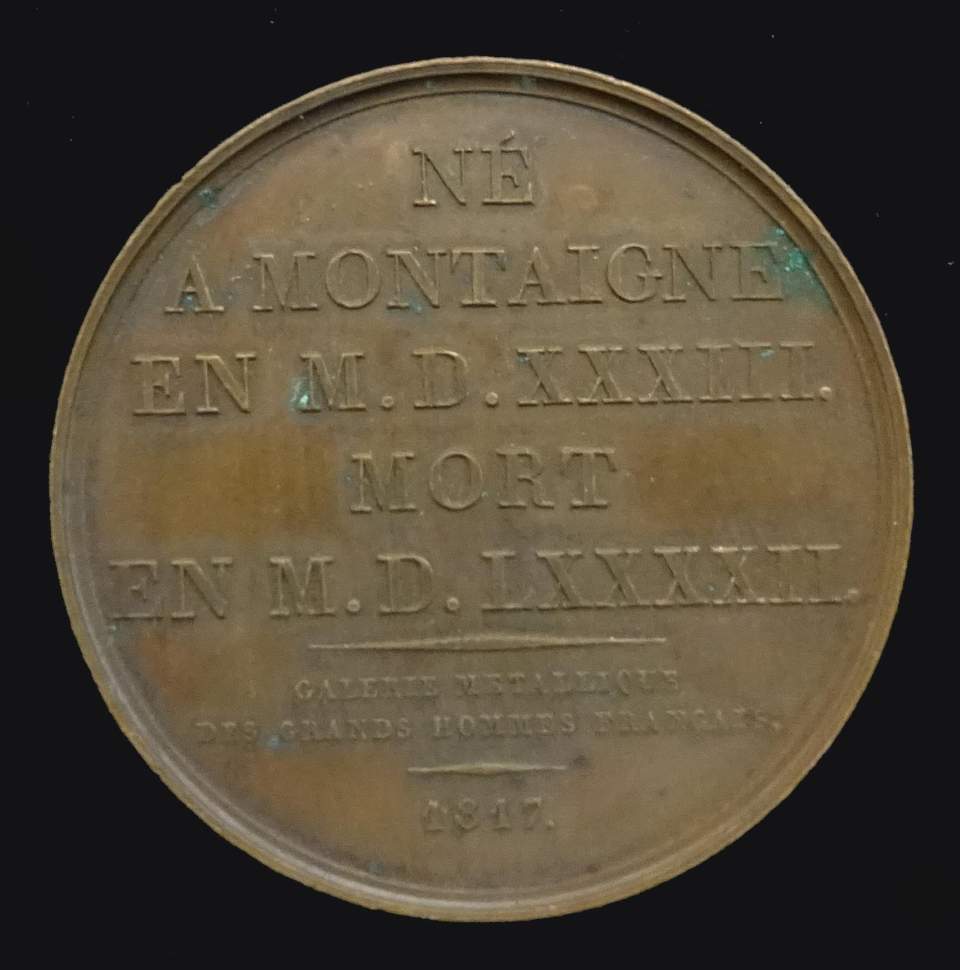 NÉ
A MONTAIGNE
EN M. D. XXXIII.
MORT
EN M. D. LXXXXII.
GALERIE METALLIQUE
DES GRANDS HOMMES FRANÇAIS.
1817.